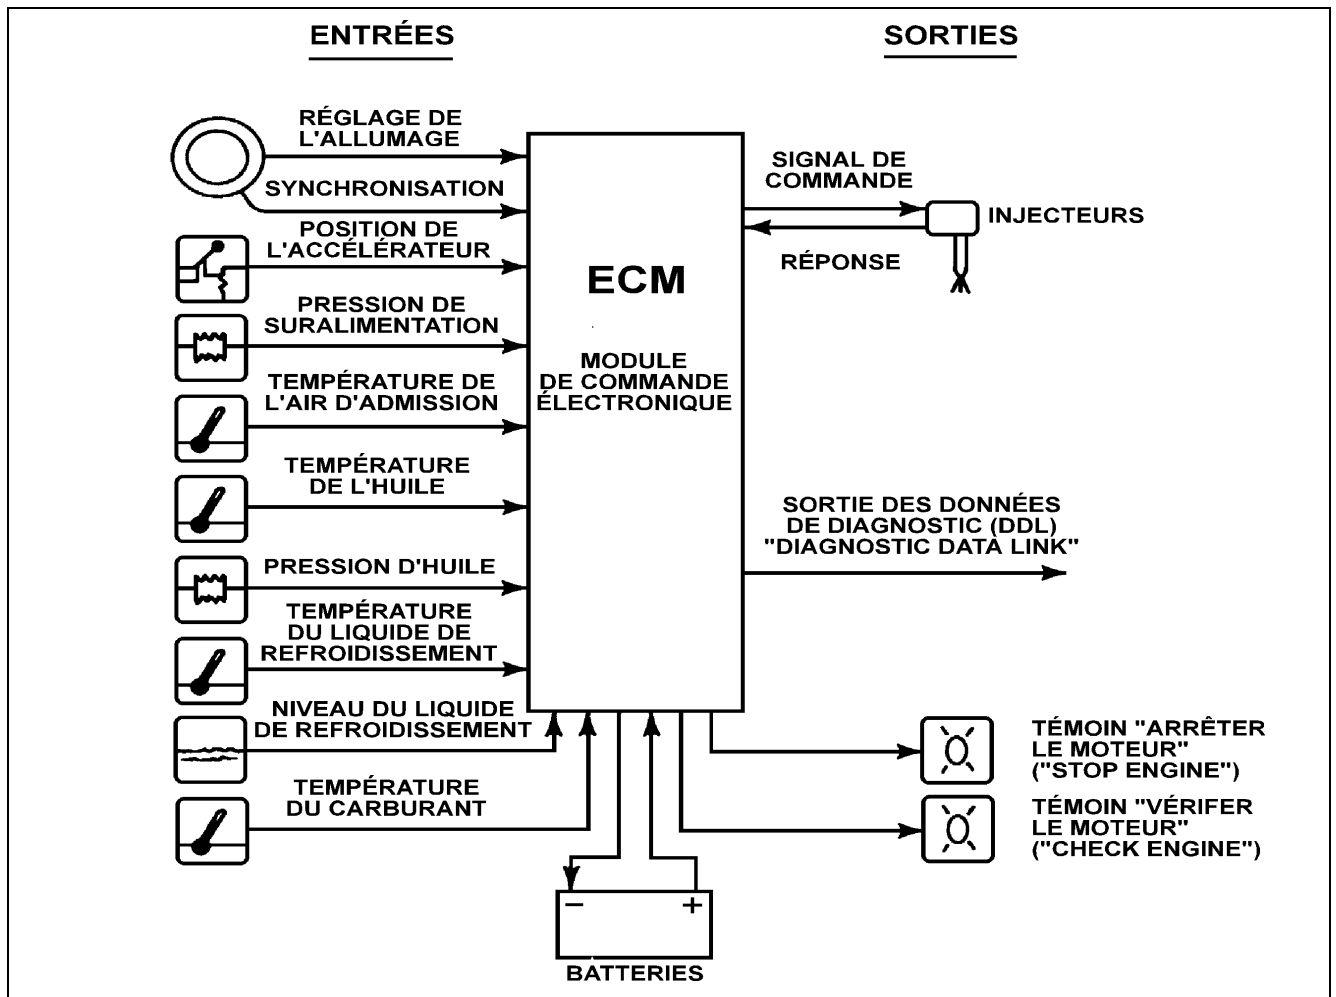 ENTRÉES
SORTIES
RÉGLAGE DE
L'ALLUMAGE
SYNCHRONISATION
POSITION DE
L'ACCÉLÉRATEUR
PRESSION DE
SURALIMENTATION
TEMPÉRATURE DE
L'AIR D'ADMISSION
TEMPÉRATURE
DE L'HUILE
PRESSION D'HUILE
TEMPÉRATURE
DU LIQUIDE DE
REFROIDISSEMENT
NIVEAU DU LIQUIDE
DE REFROIDISSEMENT
TEMPÉRATURE
DU CARBURANT
ECM
MODULE
DE COMMANDE
ÉLECTRONIQUE
− +
BATTERIES
SIGNAL DE
COMMANDE
INJECTEURS
RÉPONSE
SORTIE DES DONNÉES
DE DIAGNOSTIC (DDL)
"DIAGNOSTIC DATA LINK"
TÉMOIN "ARRÊTER
LE MOTEUR"
("STOP ENGINE")
TÉMOIN "VÉRIFER
LE MOTEUR"
("CHECK ENGINE")